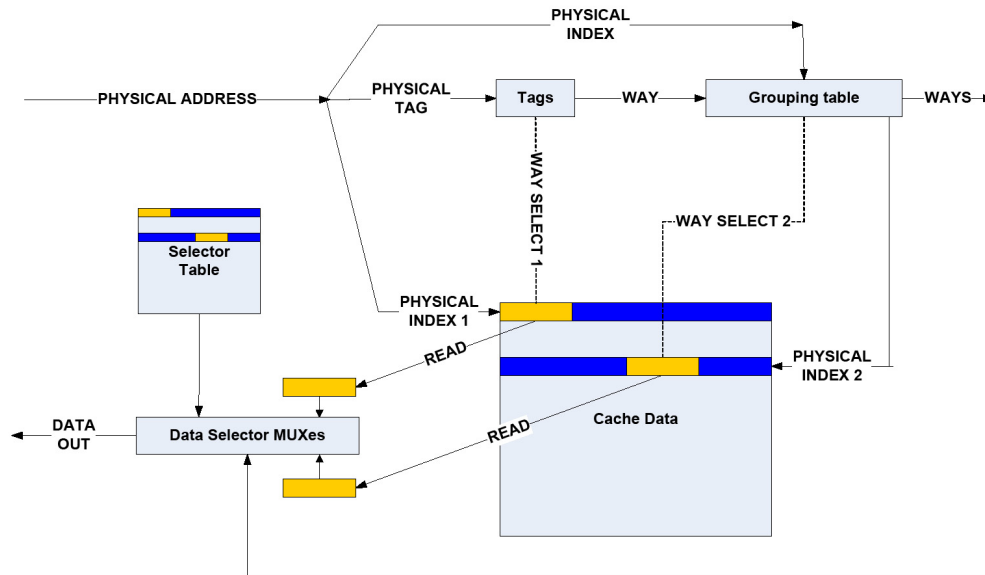 PHYSICAL
INDEX
PHYSICAL ADDRESS
PHYSICAL
TAG
Tags
WAY
Grouping table
WAYS
WAY SELECT 1
WAY SELECT 2
Selector
Table
PHYSICAL
INDEX 1
READ
PHYSICAL
INDEX 2
Cache Data
READ
DATA
OUT
Data Selector MUXes